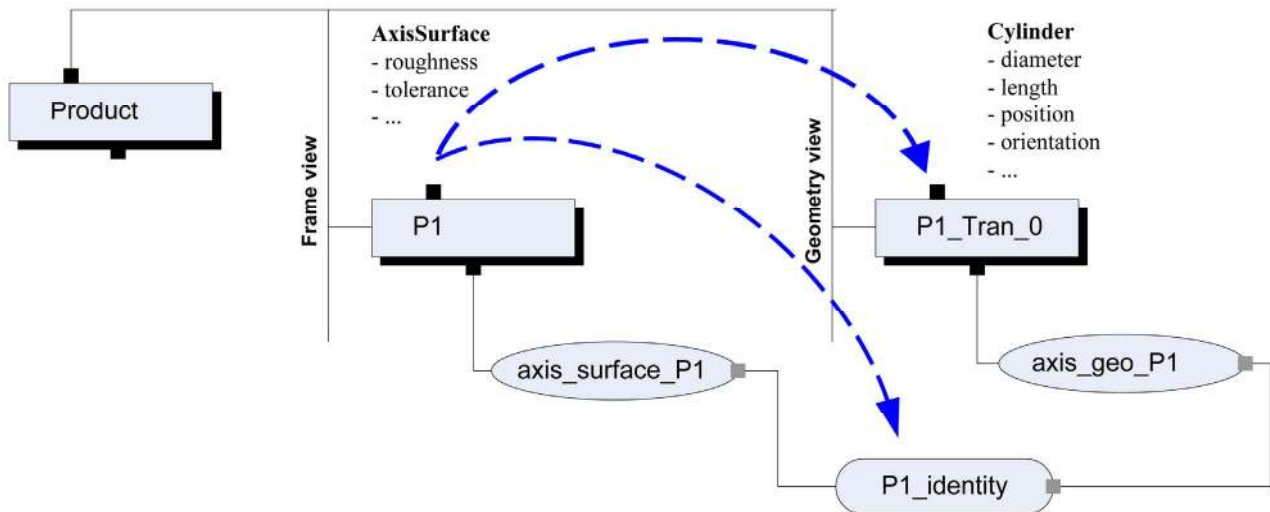 AxisSurface
- roughness
- tolerance
- ...
Cylinder
- diameter
- length
- position
- orientation
- ...
Product
Frame view
P1
Geometry view
P1_Tran_0
axis_surface_P1
axis_geo_P1
P1_identity